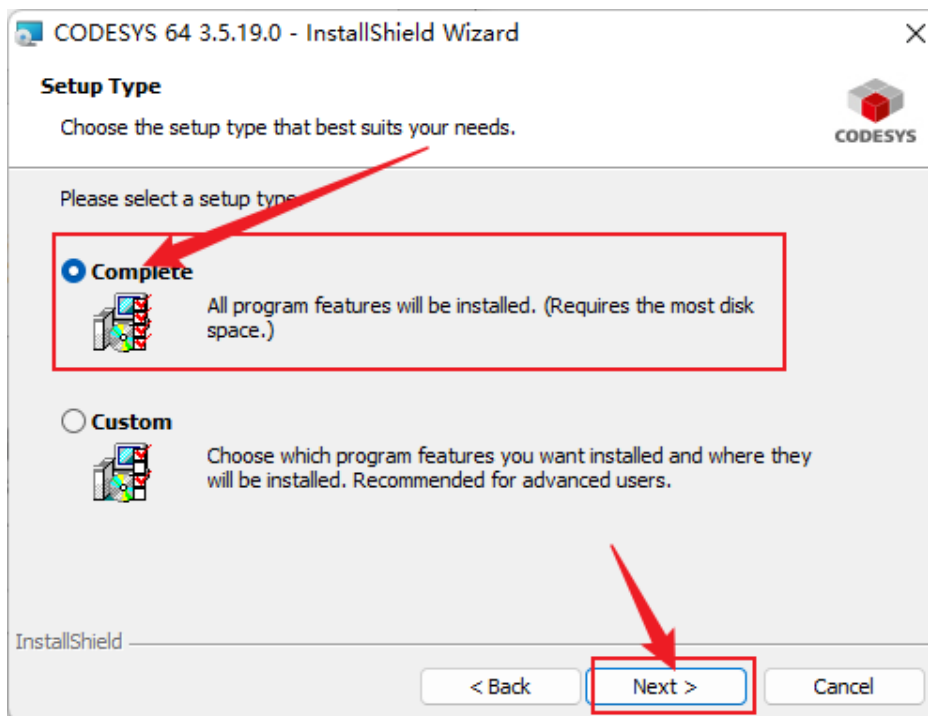 CODESYS 64 3.5.19.0 - InstallShield Wizard
Setup Type
Choose the setup type that best suits your needs.
CODESYS
Please select a setup type.
Complete
All program features will be installed. (Requires the most disk
space.)
Custom
Choose which program features you want installed and where they
will be installed. Recommended for advanced users.
InstallShield
< Back
Next >
Cancel